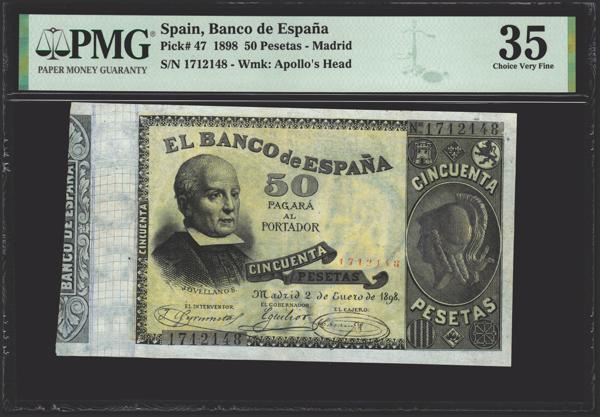 PMG
PAPER MONEY GUARANTY
Spain, Banco de España
Pick# 47 1898 50 Pesetas - Madrid
S/N 1712148 - Wmk: Apollo's Head
35
Choice Very Fine
BANCO DE ESPAÑA
No. 1712148
EL BANCO de ESPAÑA
50
PAGARÁ
AL
PORTADOR
CINCUENTA
PESETAS
CINCUENTA
1712148
JOVELLANOS.
Madrid 2 de Enero de 1898.
EL INTERVENTOR.
EL GOBERNADOR.
EL CAJERO.
1712148
CINCUENTA
PESETAS